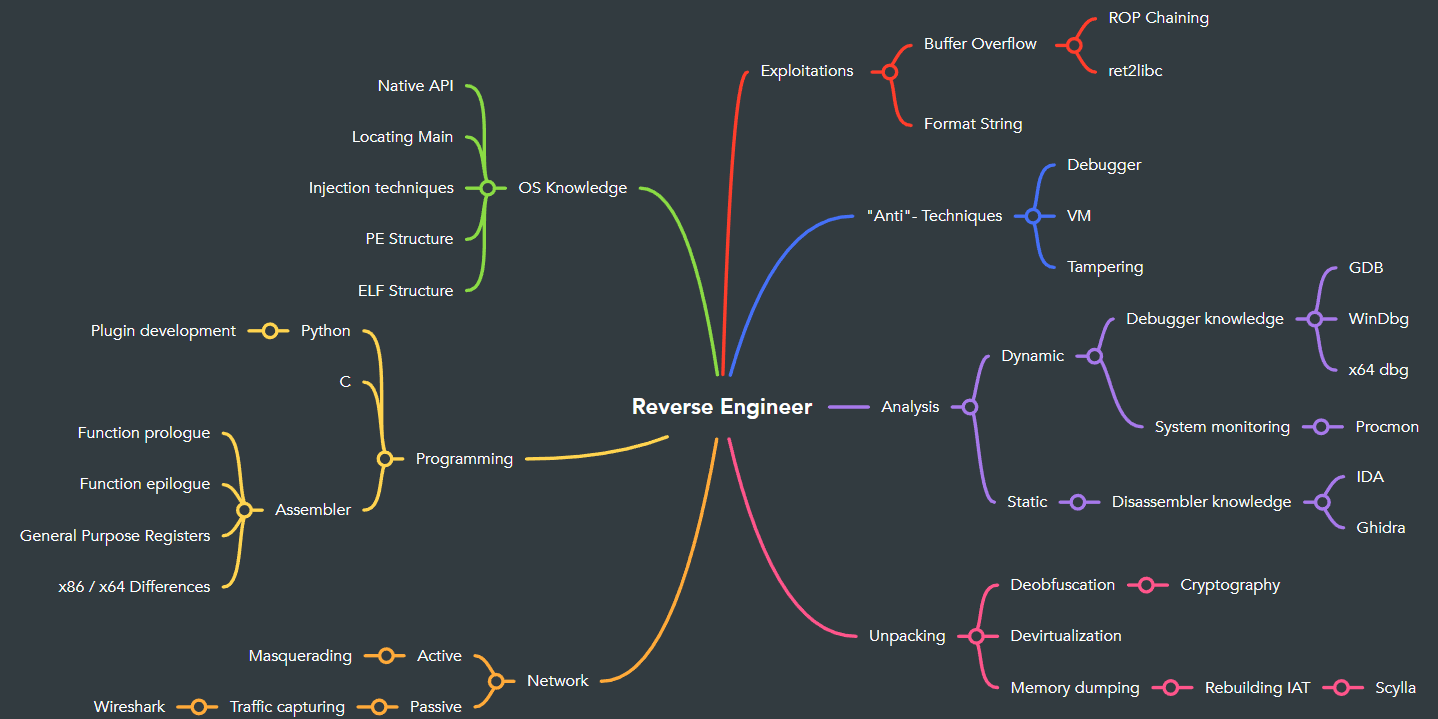 Reverse Engineer
Exploitations
Buffer Overflow
ROP Chaining
ret2libc
Format String
"Anti"- Techniques
Debugger
VM
Tampering
Analysis
Dynamic
Debugger knowledge
GDB
WinDbg
x64 dbg
System monitoring
Procmon
Static
Disassembler knowledge
IDA
Ghidra
Unpacking
Deobfuscation
Cryptography
Devirtualization
Memory dumping
Rebuilding IAT
Scylla
OS Knowledge
Native API
Locating Main
Injection techniques
PE Structure
ELF Structure
Programming
Python
Plugin development
C
Assembler
Function prologue
Function epilogue
General Purpose Registers
x86 / x64 Differences
Network
Active
Masquerading
Passive
Traffic capturing
Wireshark